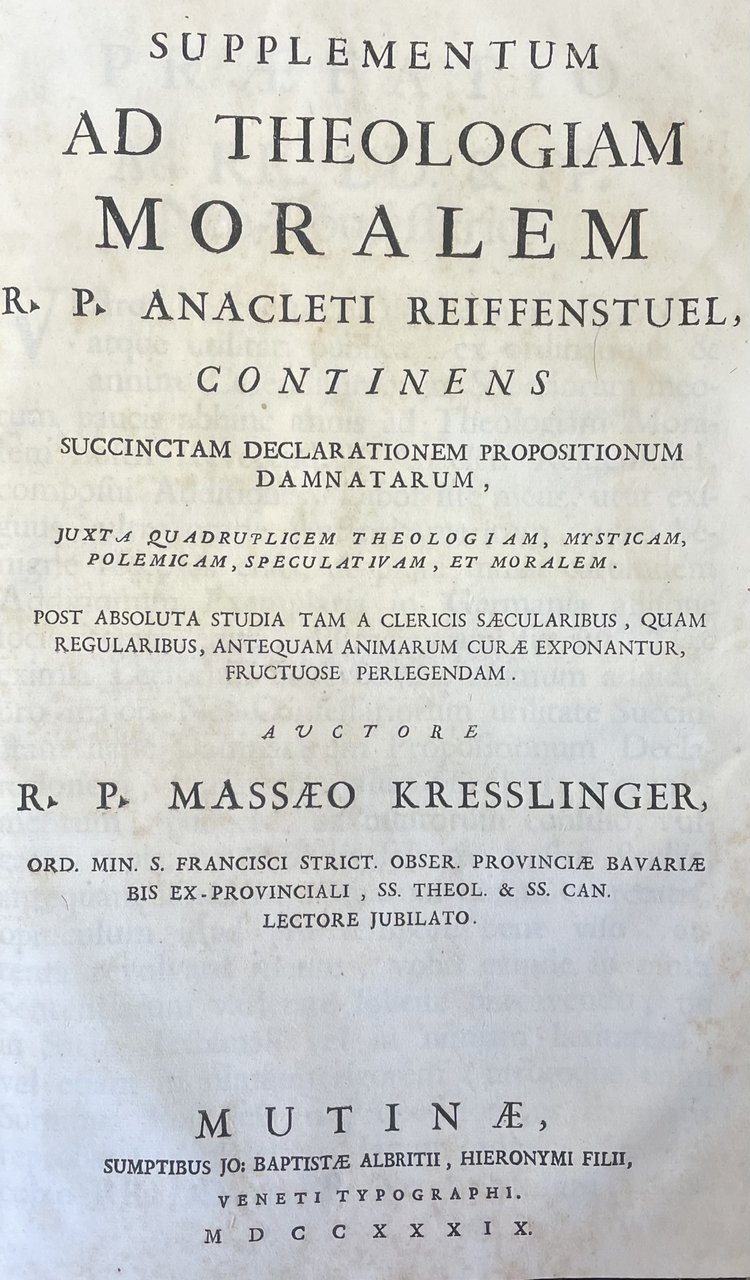 SUPPLEMENTUM
AD THEOLOGIAM
MORALEM
R. P. ANACLETI REIFFENSTUEL,
CONTINENS
SUCCINCTAM DECLARATIONEM PROPOSITIONUM
DAMNATARUM,
JUXTA QUADRUPLICEM THEOLOGIAM, MYSTICAM,
POLEMICAM, SPECULATIVAM, ET MORALEM.
POST ABSOLUTA STUDIA TAM A CLERICIS SÆCULARIBUS, QUAM
REGULARIBUS, ANTEQUAM ANIMARUM CURÆ EXPONANTUR,
FRUCTUOSE PERLEGENDAM.
AUCTORE
R. P. MASSÆO KRESSLINGER,
ORD. MIN. S. FRANCISCI STRICT. OBSER. PROVINCIÆ BAVARIÆ
BIS EX-PROVINCIALI, SS. THEOL. & SS. CAN.
LECTORE JUBILATO.
MUTINÆ,
SUMPTIBUS JO: BAPTISTÆ ALBRITII, HIERONYMI FILII,
VENETI TYPOGRAPHI.
MDCCXXXIX.